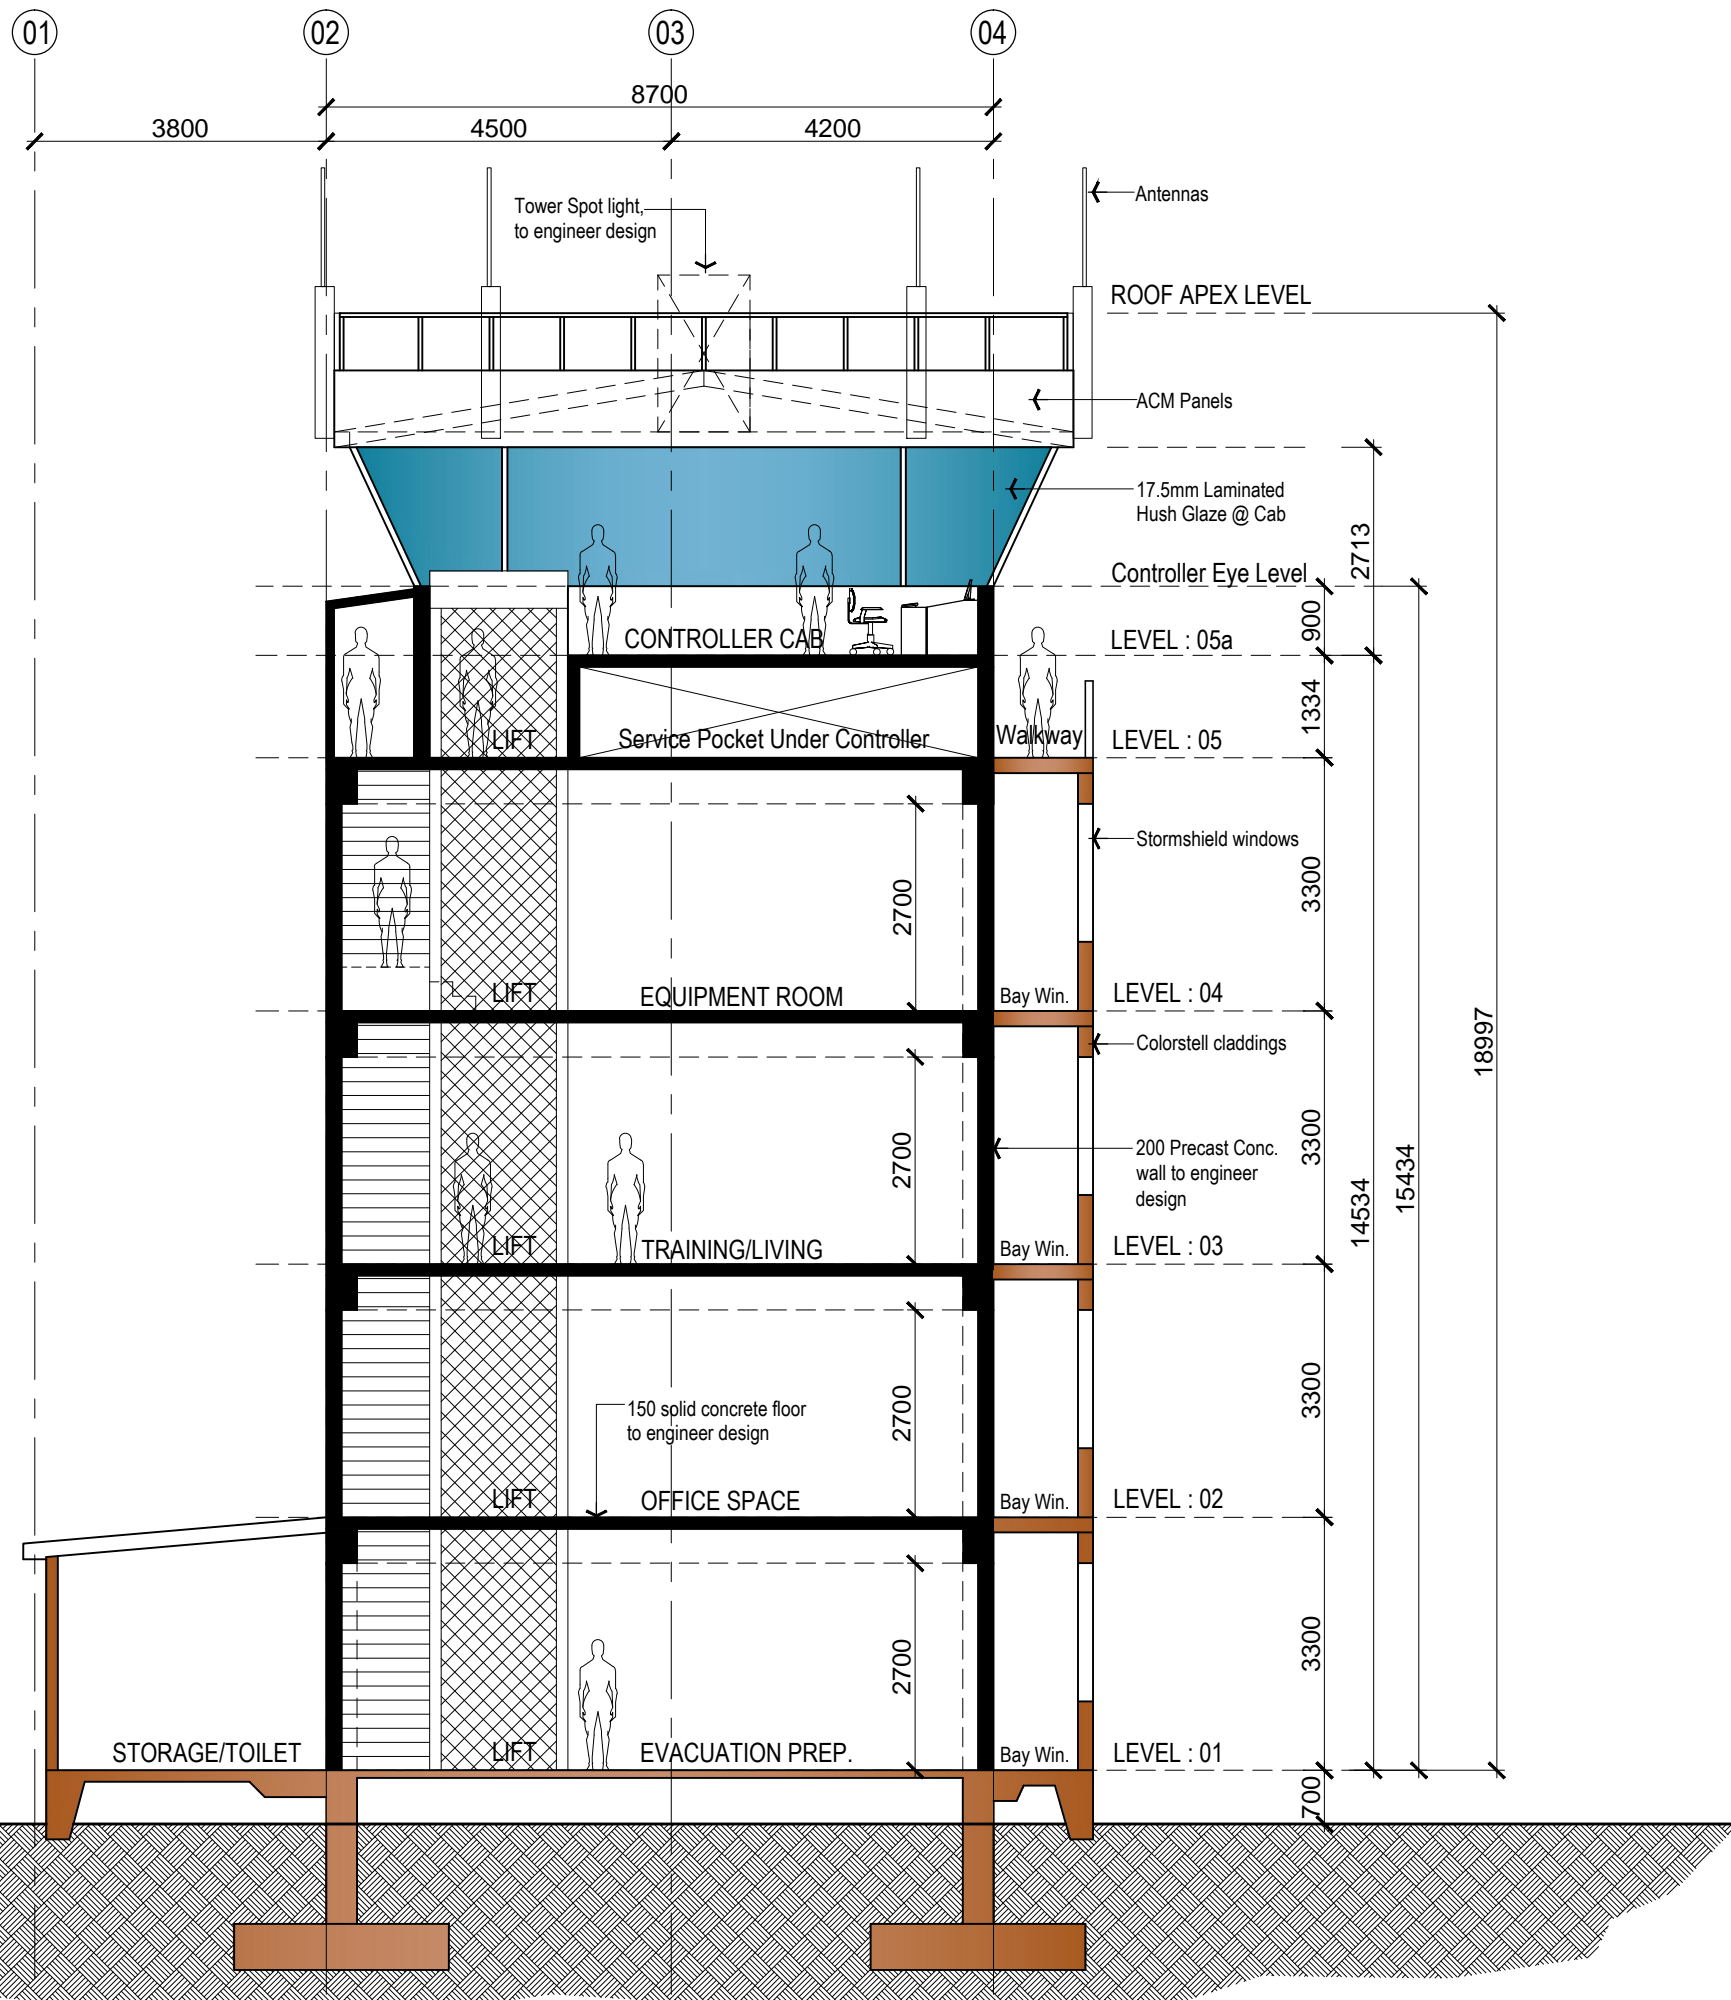 01 02 03 04
8700
3800 4500 4200
Antennas
Tower Spot light,
to engineer design
ROOF APEX LEVEL
ACM Panels
17.5mm Laminated
Hush Glaze @ Cab
2713
Controller Eye Level
900
CONTROLLER CAB
LEVEL : 05a
1334
LIFT
Service Pocket Under Controller
Walkway
LEVEL : 05
Stormshield windows
2700
3300
LIFT
EQUIPMENT ROOM
Bay Win.
LEVEL : 04
Colorstell claddings
18997
2700
3300
200 Precast Conc.
wall to engineer
design
15434
14534
LIFT
TRAINING/LIVING
Bay Win.
LEVEL : 03
2700
3300
150 solid concrete floor
to engineer design
LIFT
OFFICE SPACE
Bay Win.
LEVEL : 02
2700
3300
STORAGE/TOILET
LIFT
EVACUATION PREP.
Bay Win.
LEVEL : 01
700